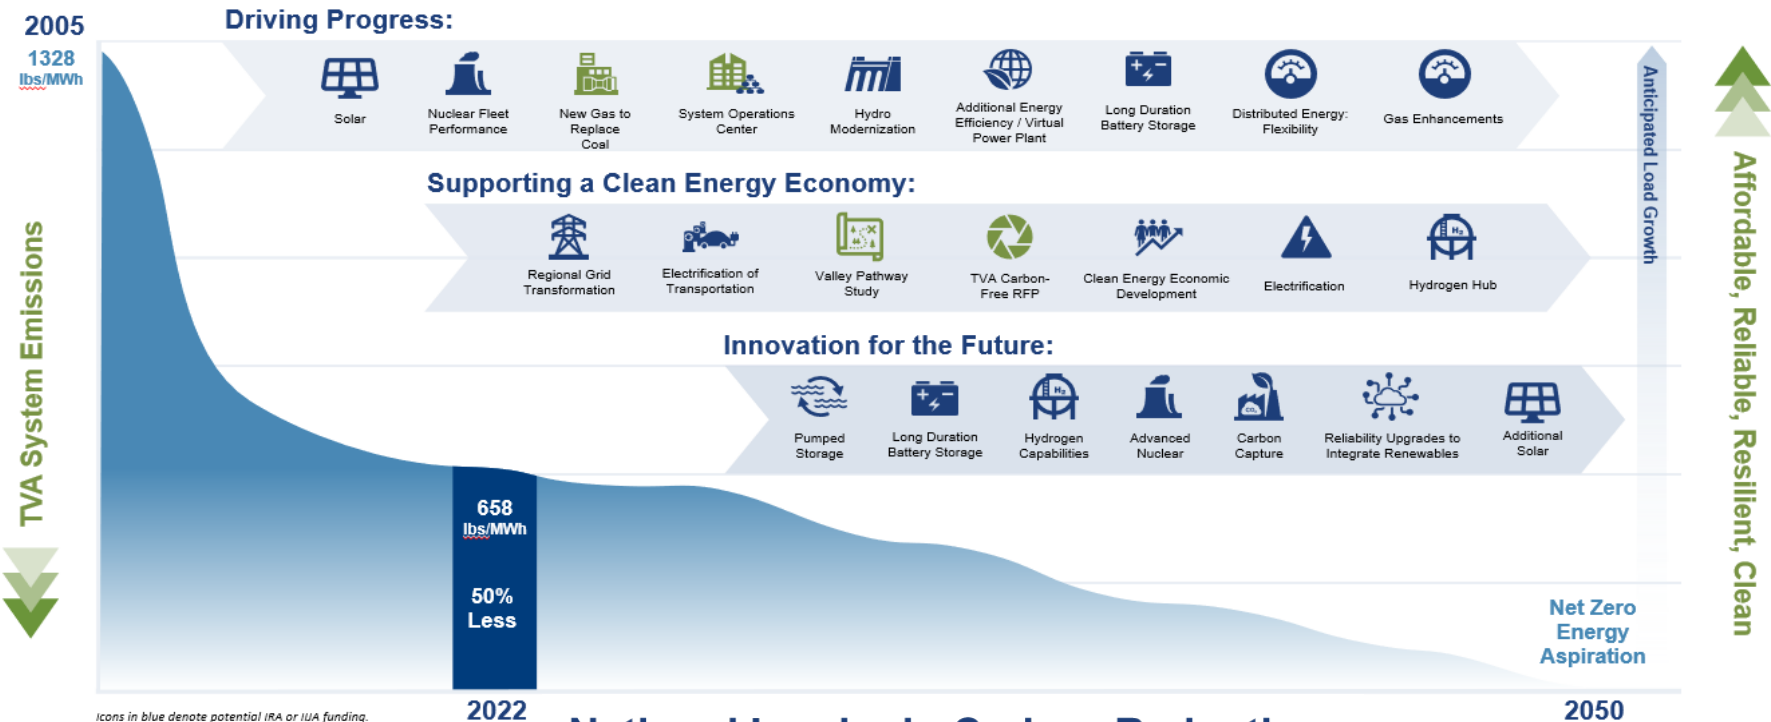 2005
1328
lbs/MWh
Driving Progress:
Solar
Nuclear Fleet
Performance
New Gas to
Replace
Coal
System Operations
Center
Hydro
Modernization
Additional Energy
Efficiency / Virtual
Power Plant
Long Duration
Battery Storage
Distributed Energy:
Flexibility
Gas Enhancements
Supporting a Clean Energy Economy:
Regional Grid
Transformation
Electrification of
Transportation
Valley Pathway
Study
TVA Carbon-
Free RFP
Clean Energy Economic
Development
Electrification
H₂
Hydrogen Hub
Innovation for the Future:
Pumped
Storage
Long Duration
Battery Storage
H₂
Hydrogen
Capabilities
Advanced
Nuclear
CO₂
Carbon
Capture
Reliability Upgrades to
Integrate Renewables
Additional
Solar
Anticipated Load Growth
Affordable, Reliable, Resilient, Clean
TVA System Emissions
658
lbs/MWh
50%
Less
Net Zero
Energy
Aspiration
2022
2050
Icons in blue denote potential IRA or IIJA funding.